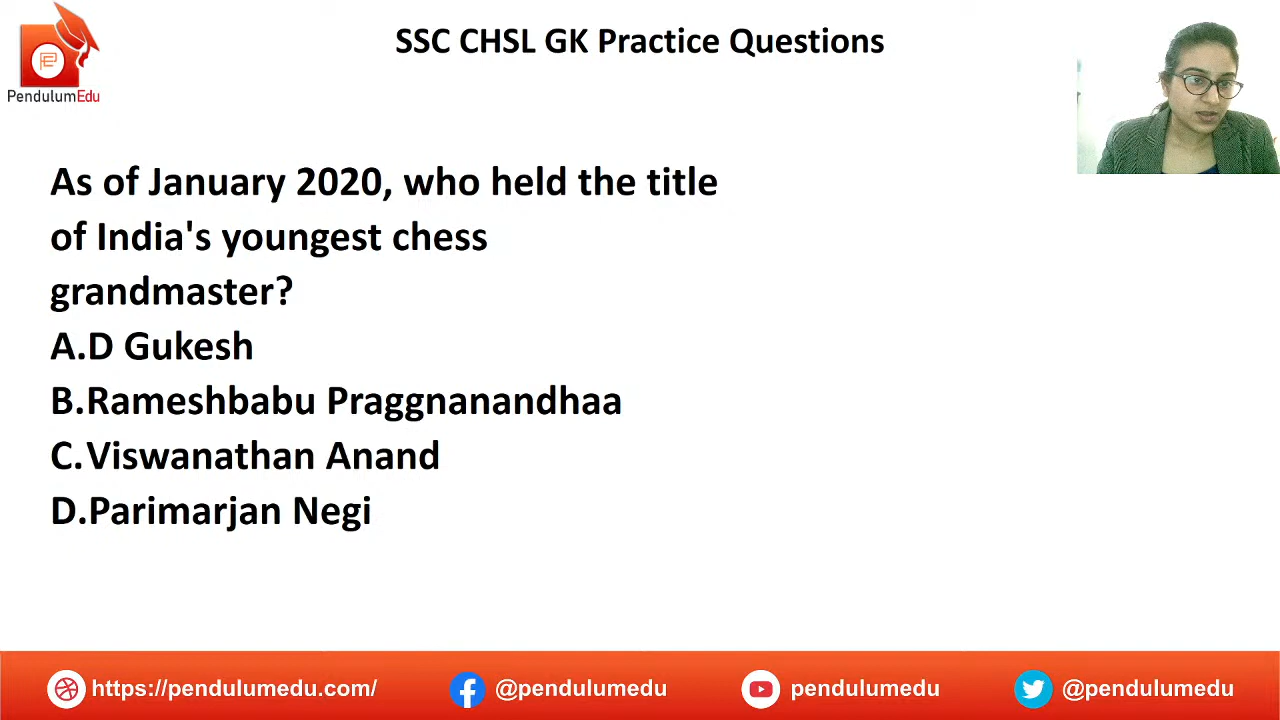 SSC CHSL GK Practice Questions
PE
PendulumEdu
As of January 2020, who held the title
of India's youngest chess
grandmaster?
A.D Gukesh
B.Rameshbabu Praggnanandhaa
C.Viswanathan Anand
D.Parimarjan Negi
https://pendulumedu.com/
@pendulumedu
pendulumedu
@pendulumedu